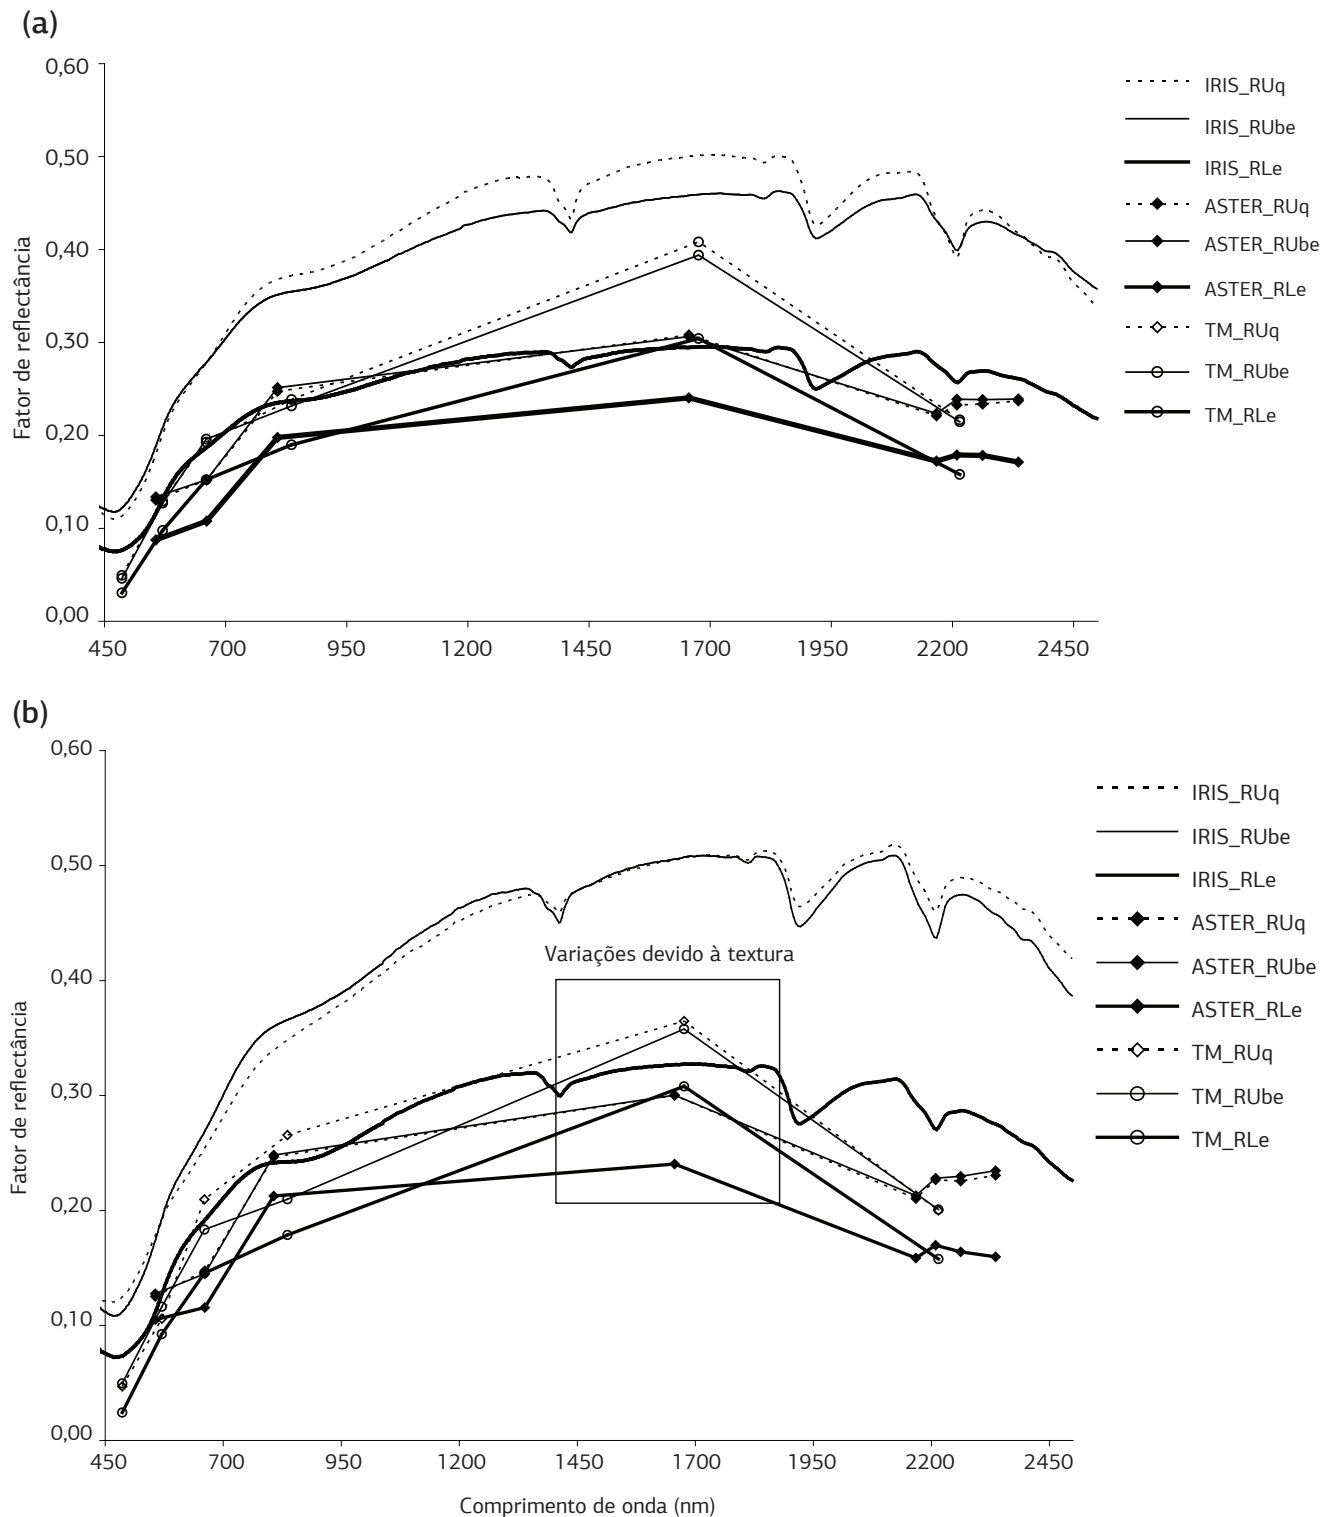 (a)
0,60
0,50
0,40
0,30
0,20
0,10
0,00
Fator de reflectância
450 700 950 1200 1450 1700 1950 2200 2450
IRIS_RUq
IRIS_RUbe
IRIS_RLe
ASTER_RUq
ASTER_RUbe
ASTER_RLe
TM_RUq
TM_RUbe
TM_RLe
(b)
0,60
0,50
0,40
0,30
0,20
0,10
0,00
Fator de reflectância
Variações devido à textura
450 700 950 1200 1450 1700 1950 2200 2450
Comprimento de onda (nm)
IRIS_RUq
IRIS_RUbe
IRIS_RLe
ASTER_RUq
ASTER_RUbe
ASTER_RLe
TM_RUq
TM_RUbe
TM_RLe